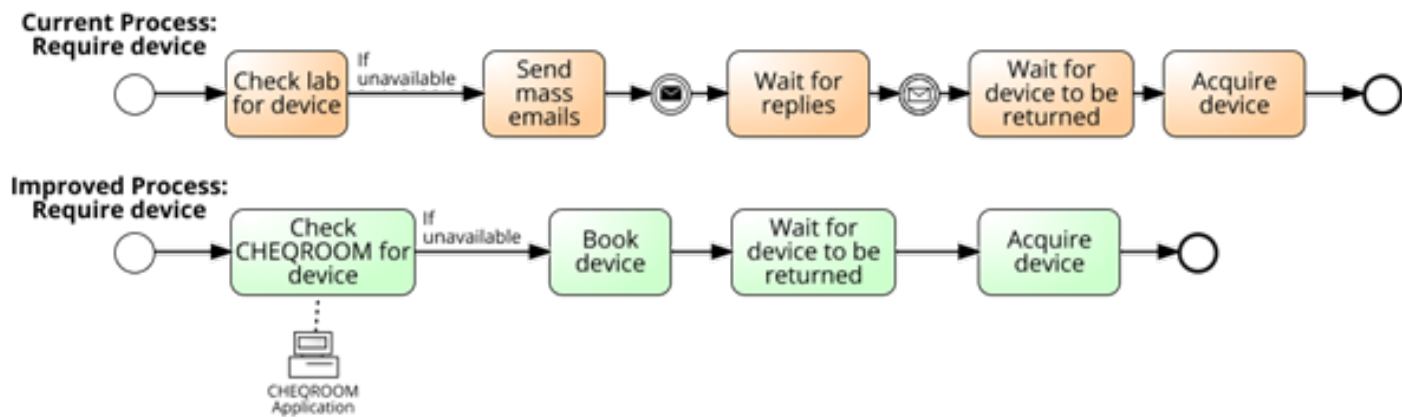 Current Process:
Require device
Check lab
for device
If
unavailable
Send
mass
emails
Wait for
replies
Wait for
device to be
returned
Acquire
device
Improved Process:
Require device
Check
CHEQROOM for
device
If
unavailable
Book
device
Wait for
device to be
returned
Acquire
device
CHEQROOM
Application